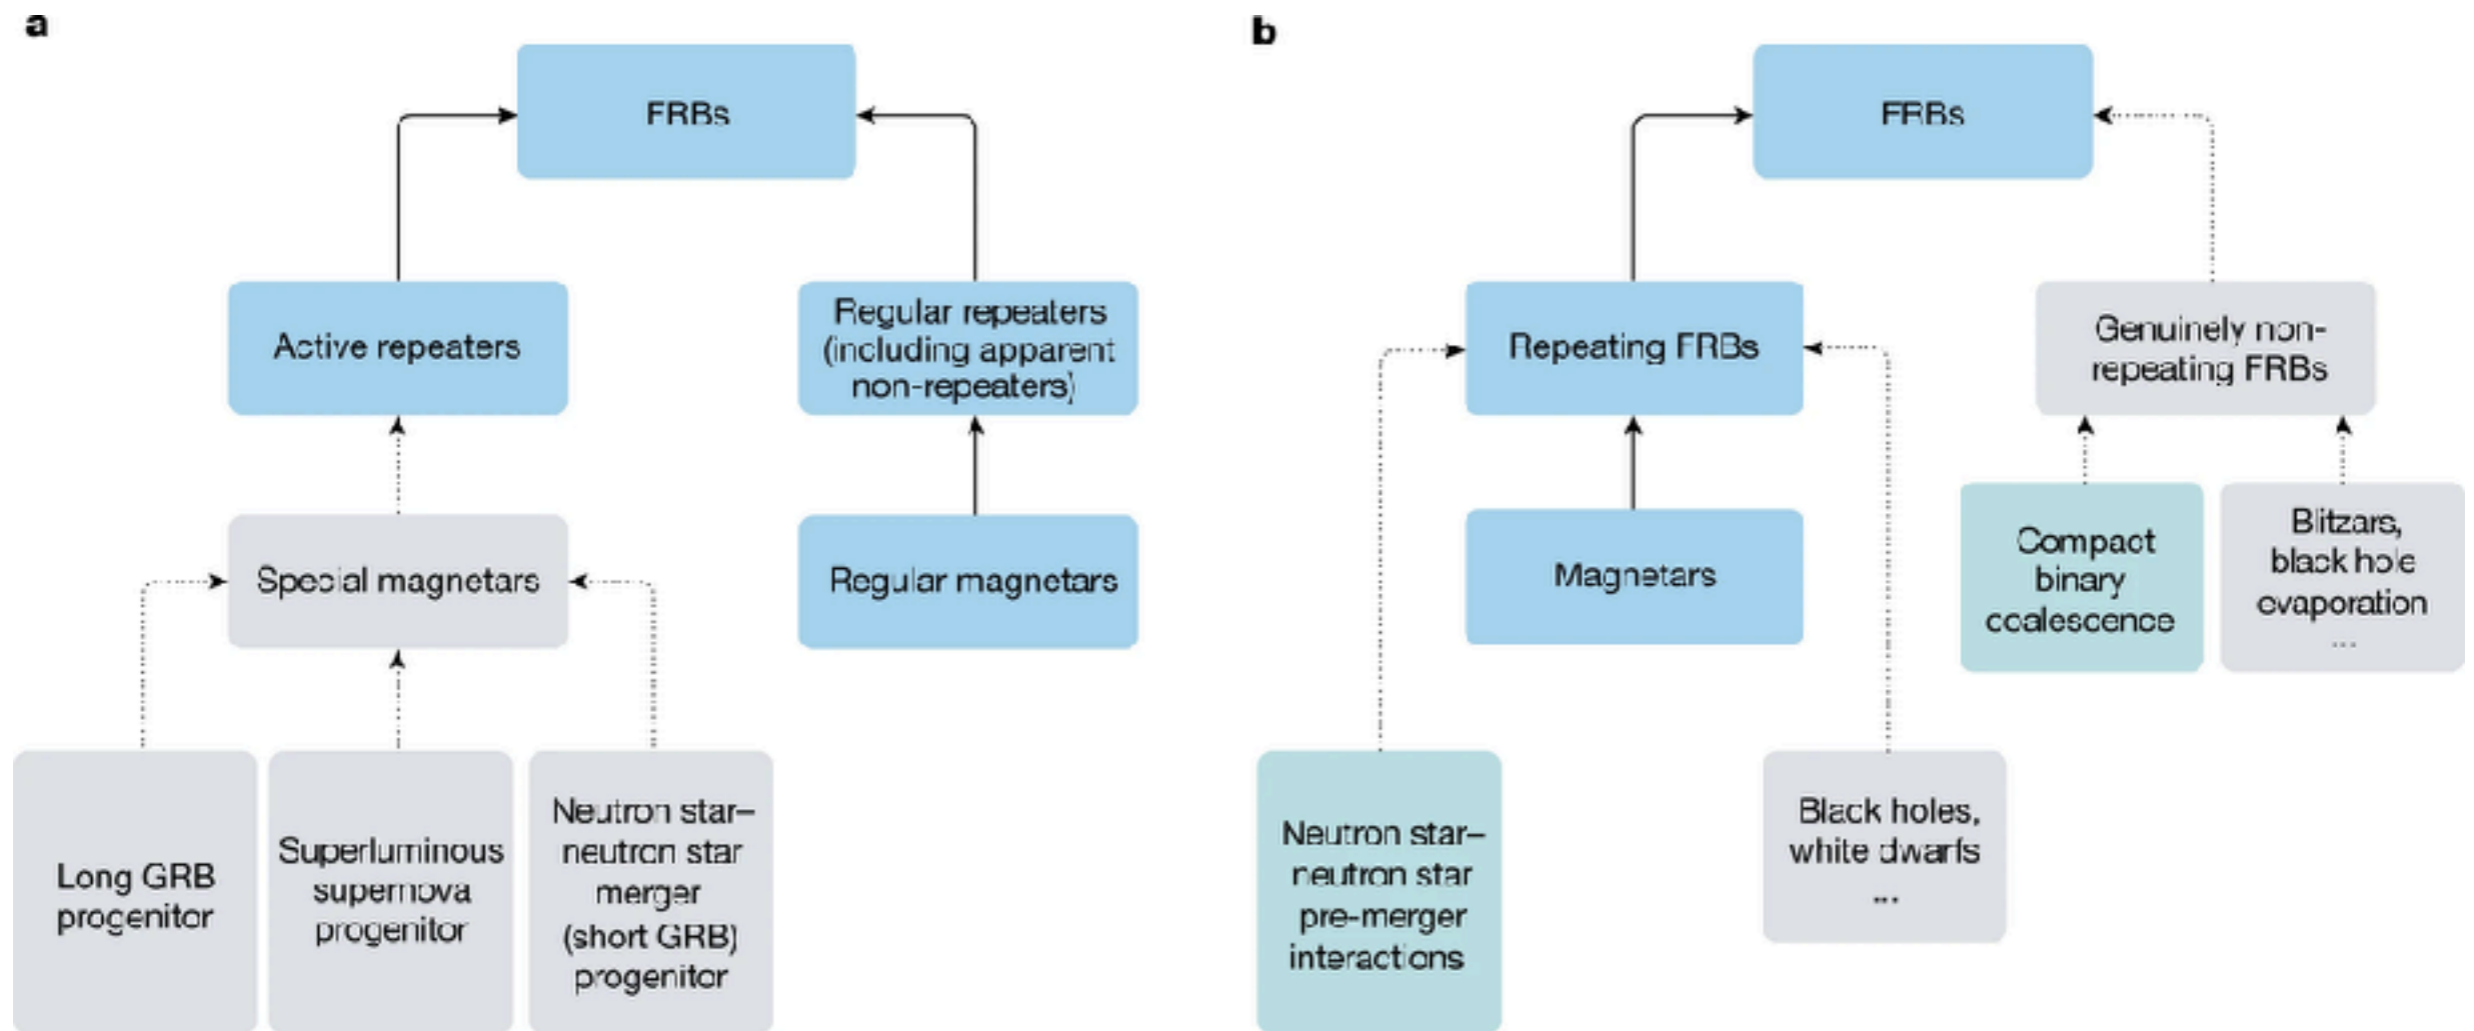 a
FRBs
Active repeaters
Regular repeaters
(including apparent
non-repeaters)
Special magnetars
Regular magnetars
Long GRB
progenitor
Superluminous
supernova
progenitor
Neutron star–
neutron star
merger
(short GRB)
progenitor
b
FRBs
Repeating FRBs
Genuinely non-
repeating FRBs
Magnetars
Compact
binary
coalescence
Blitzars,
black hole
evaporation
...
Neutron star–
neutron star
pre-merger
interactions
Black holes,
white dwarfs
...